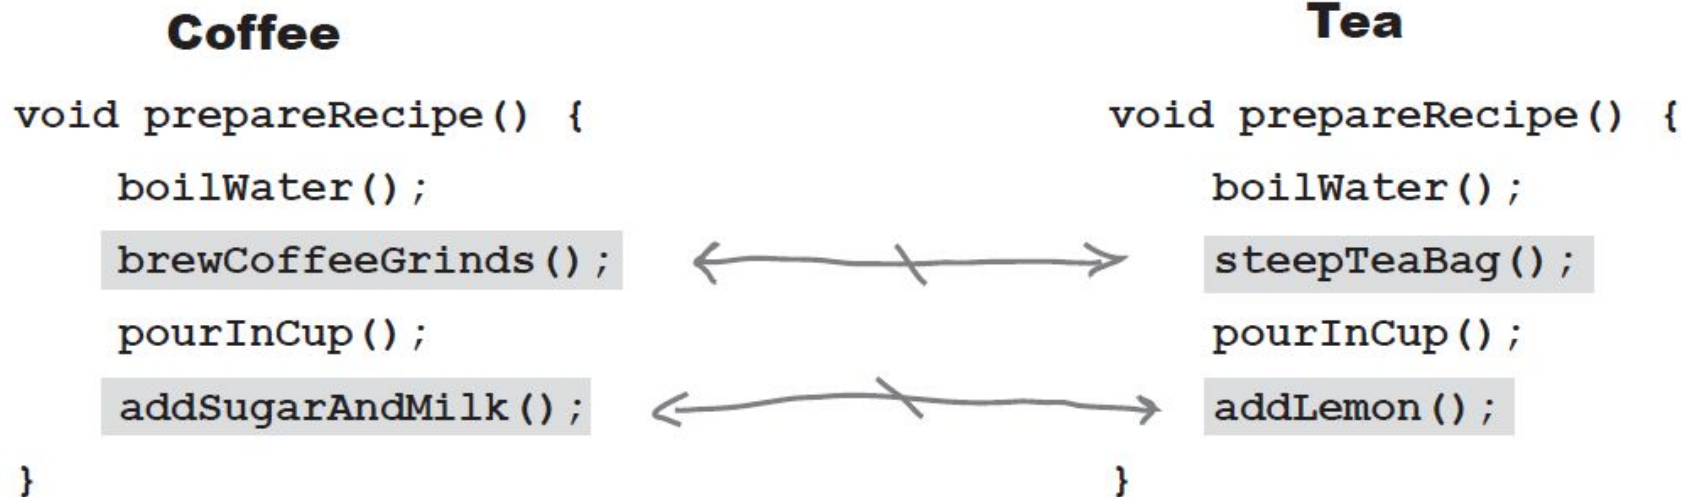 Coffee
void prepareRecipe() {
boilWater();
brewCoffeeGrinds();
pourInCup();
addSugarAndMilk();
}
Tea
void prepareRecipe() {
boilWater();
steepTeaBag();
pourInCup();
addLemon();
}